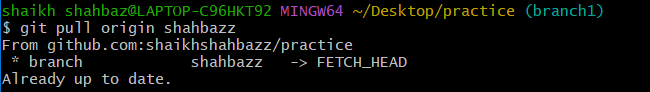 shaikh shahbaz@LAPTOP-C96HKT92 MINGW64 ~/Desktop/practice (branch1)
$ git pull origin shahbazz
From github.com:shaikhshahbazz/practice
 * branch            shahbazz   -> FETCH_HEAD
Already up to date.